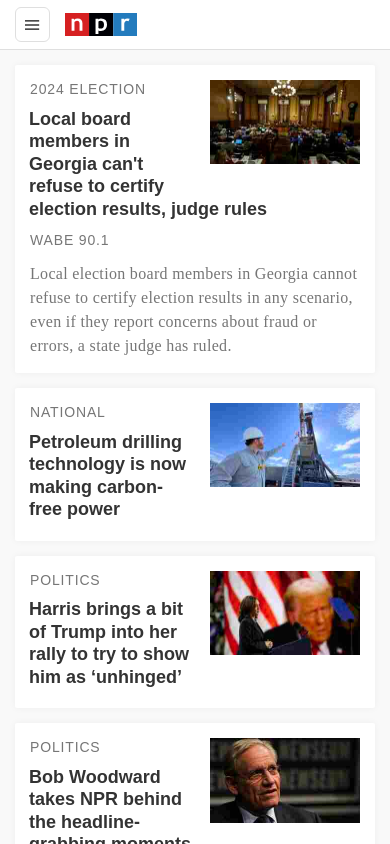 npr
2024 ELECTION
Local board
members in
Georgia can't
refuse to certify
election results, judge rules
WABE 90.1
Local election board members in Georgia cannot
refuse to certify election results in any scenario,
even if they report concerns about fraud or
errors, a state judge has ruled.
NATIONAL
Petroleum drilling
technology is now
making carbon-
free power
POLITICS
Harris brings a bit
of Trump into her
rally to try to show
him as ‘unhinged’
POLITICS
Bob Woodward
takes NPR behind
the headline-
grabbing moments